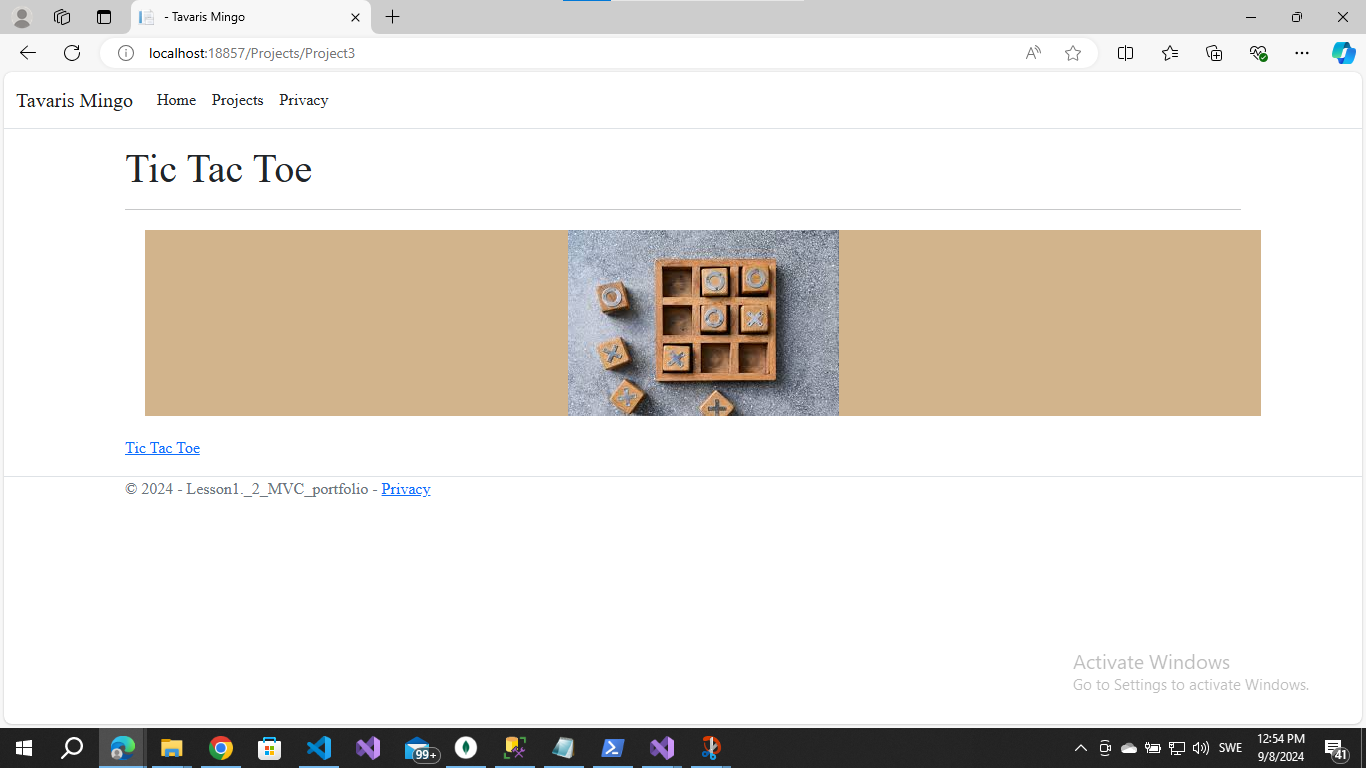 - Tavaris Mingo
localhost:18857/Projects/Project3
Tavaris Mingo Home Projects Privacy
Tic Tac Toe
Tic Tac Toe
© 2024 - Lesson1._2_MVC_portfolio - Privacy
Activate Windows
Go to Settings to activate Windows.
99+
SWE
12:54 PM
9/8/2024
41